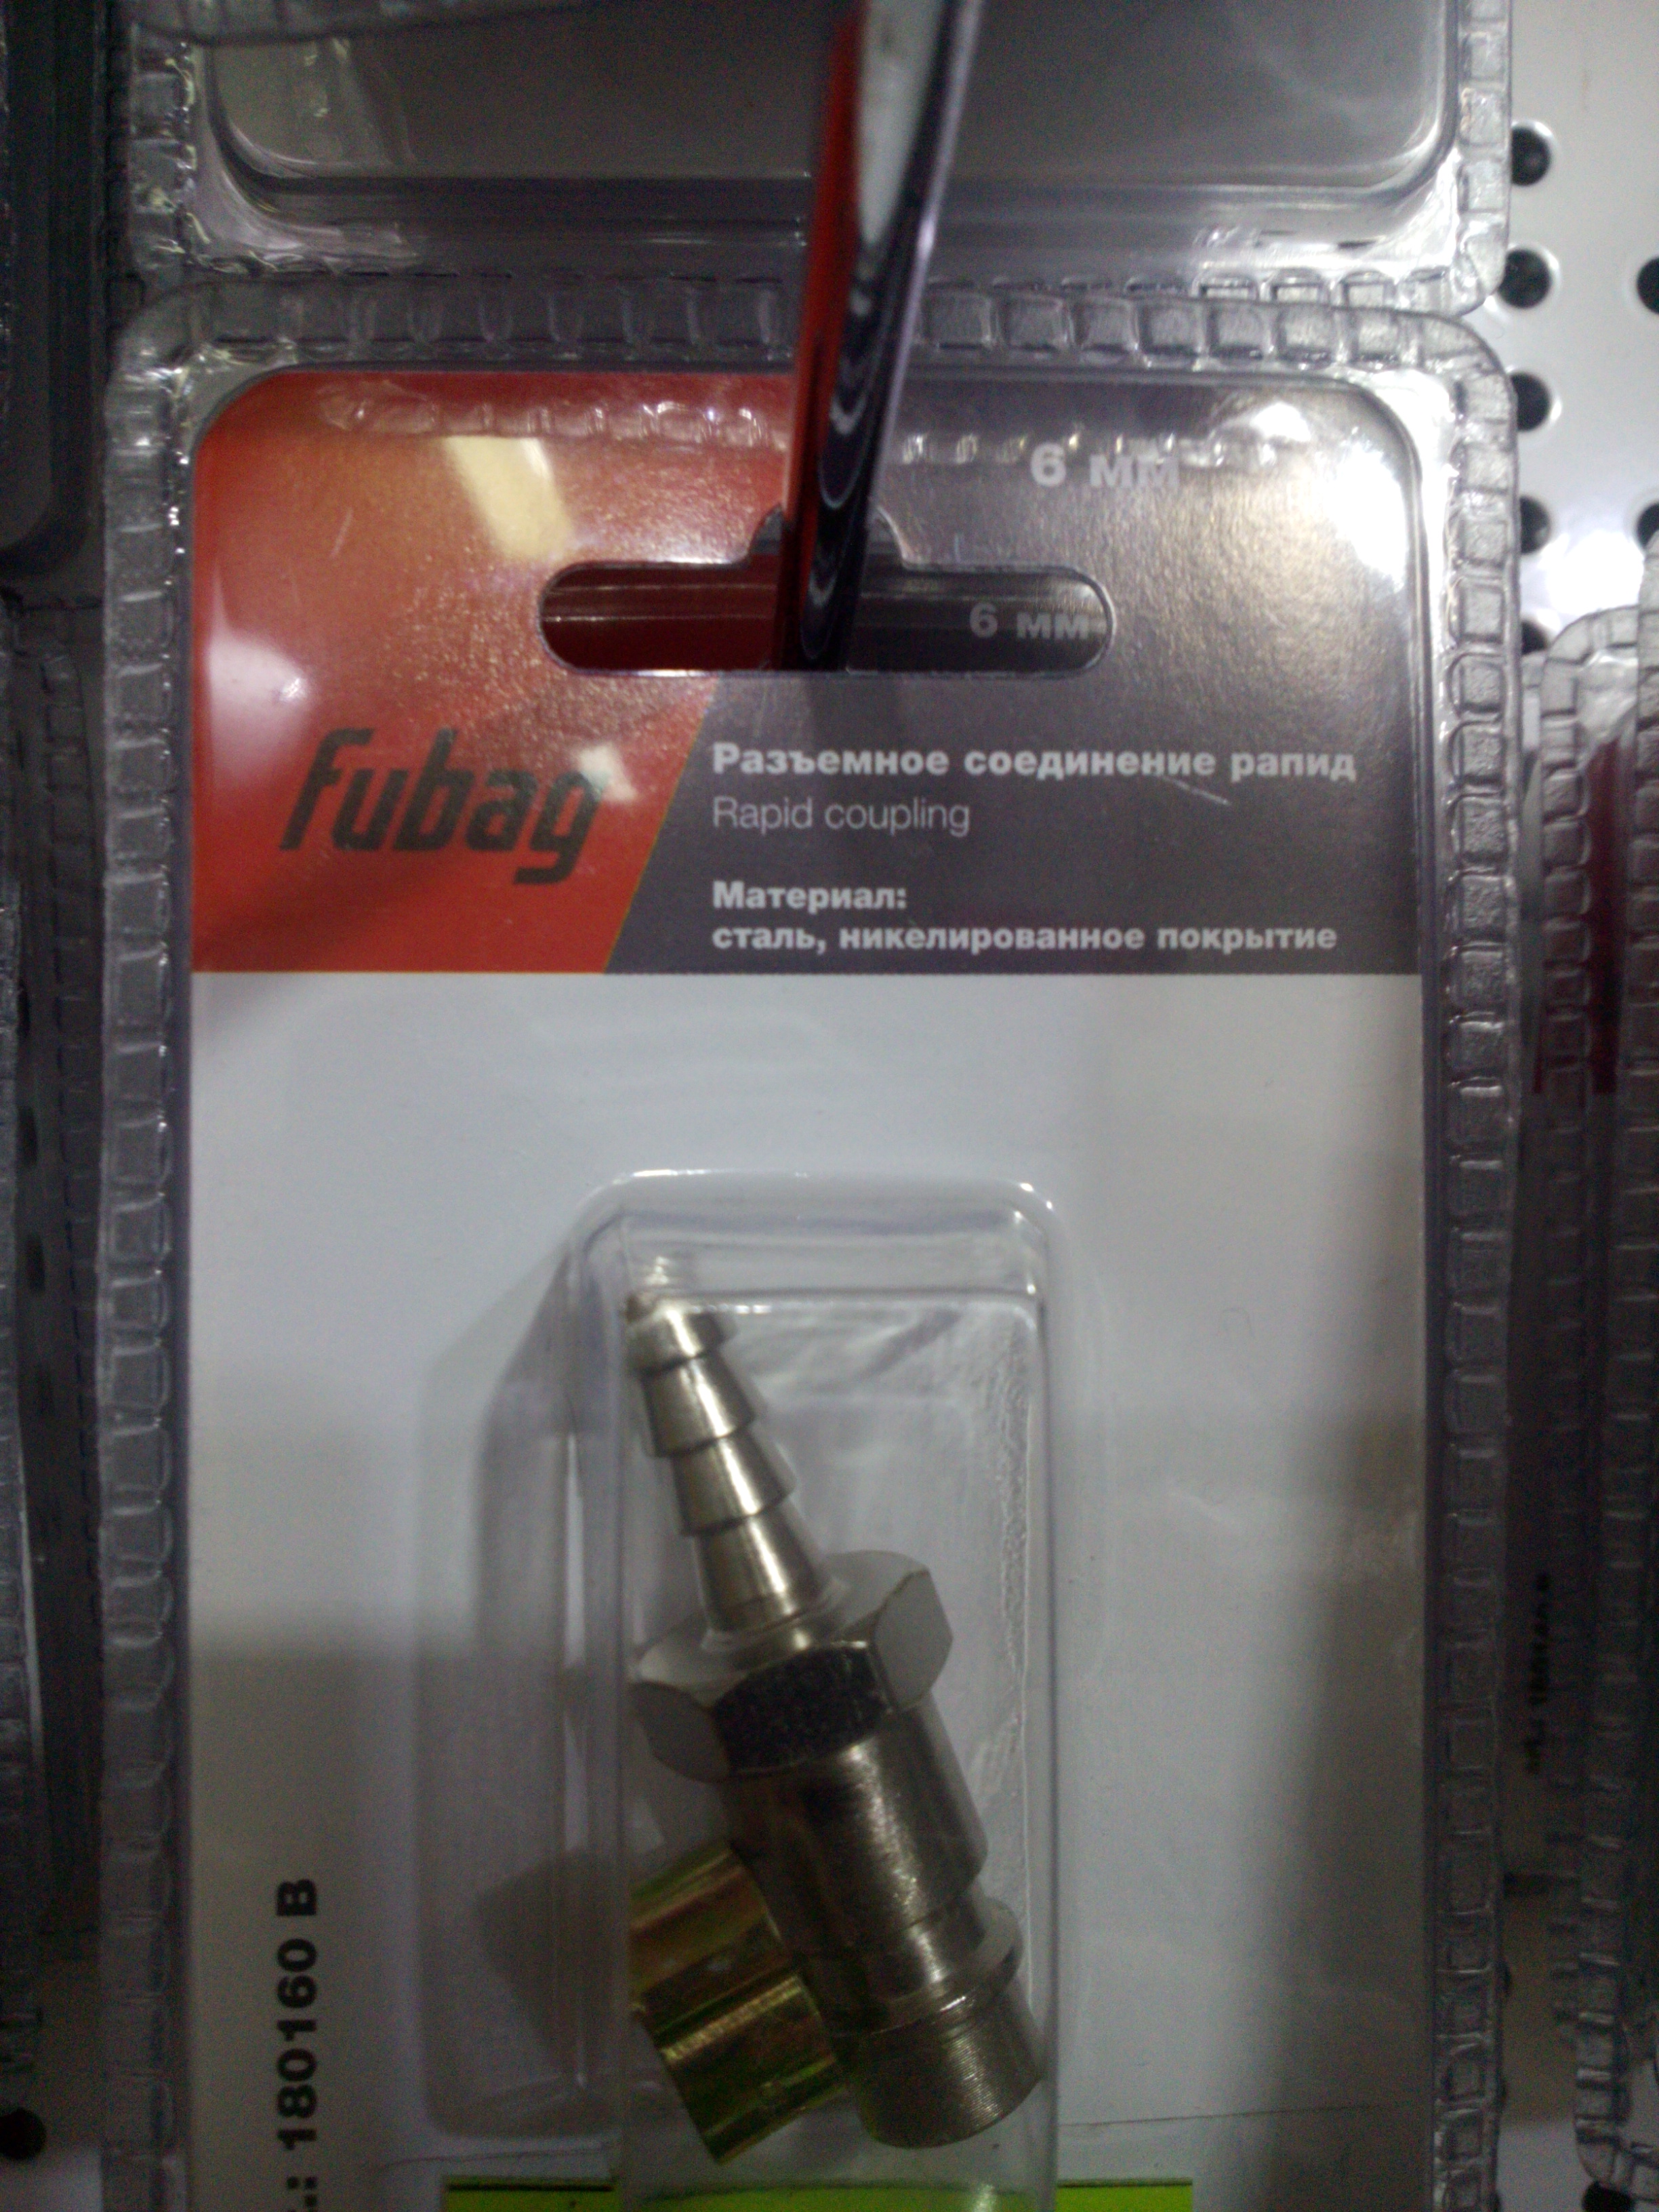 6 мм
6 мм
fubag
Разъемное соединение рапид
Rapid coupling
Материал:
сталь, никелированное покрытие
180160 B